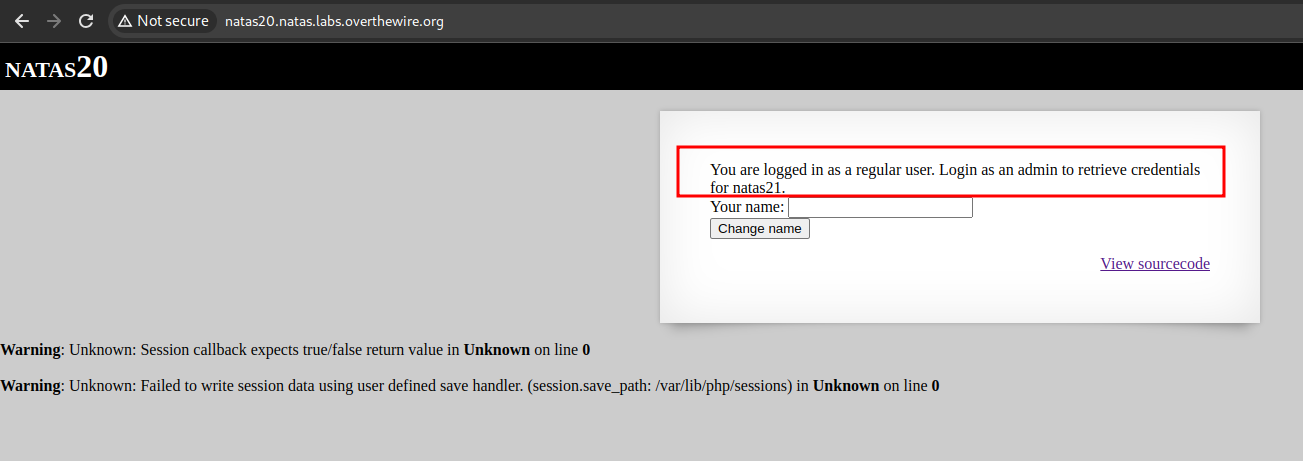 Not secure natas20.natas.labs.overthewire.org
NATAS20
You are logged in as a regular user. Login as an admin to retrieve credentials
for natas21.
Your name:
Change name
View sourcecode
Warning: Unknown: Session callback expects true/false return value in Unknown on line 0
Warning: Unknown: Failed to write session data using user defined save handler. (session.save_path: /var/lib/php/sessions) in Unknown on line 0